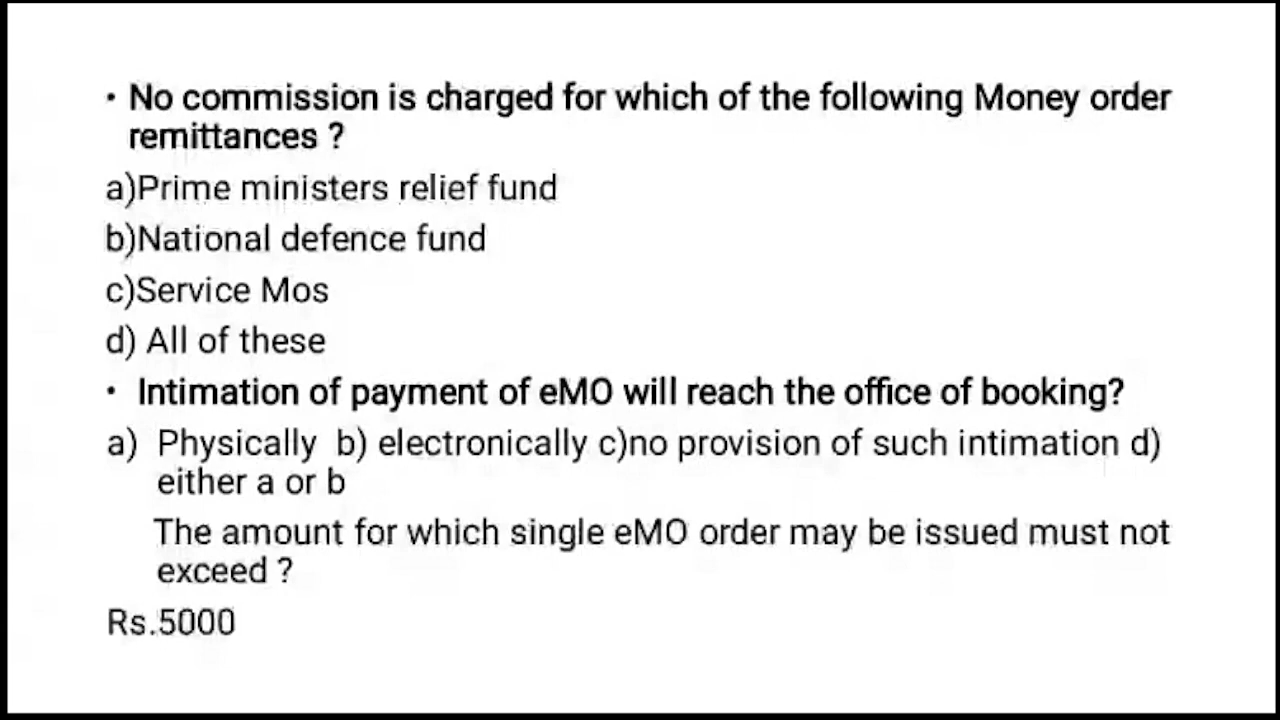 • No commission is charged for which of the following Money order
remittances ?
a)Prime ministers relief fund
b)National defence fund
c)Service Mos
d) All of these
• Intimation of payment of eMO will reach the office of booking?
a) Physically b) electronically c)no provision of such intimation d)
either a or b
The amount for which single eMO order may be issued must not
exceed ?
Rs.5000